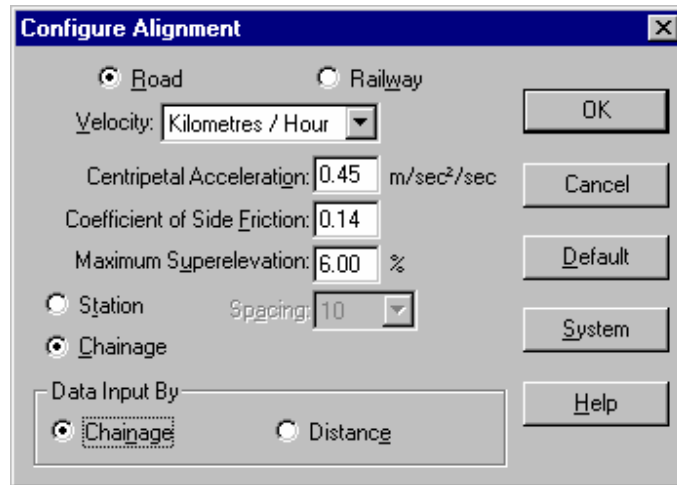 Configure Alignment
Road Railway
Velocity: Kilometres / Hour
OK
Centripetal Acceleration: 0.45 m/sec²/sec
Cancel
Coefficient of Side Friction: 0.14
Maximum Superelevation: 6.00 %
Default
Station Spacing: 10
System
Chainage
Data Input By
Help
Chainage Distance